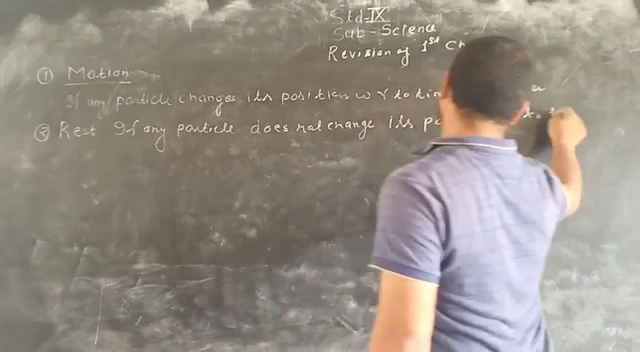 Std-IX
Sub-Science
Revision of 1st Ch
① Motion
If any particle changes its position w r to tim
② Rest If any particle does not change its po